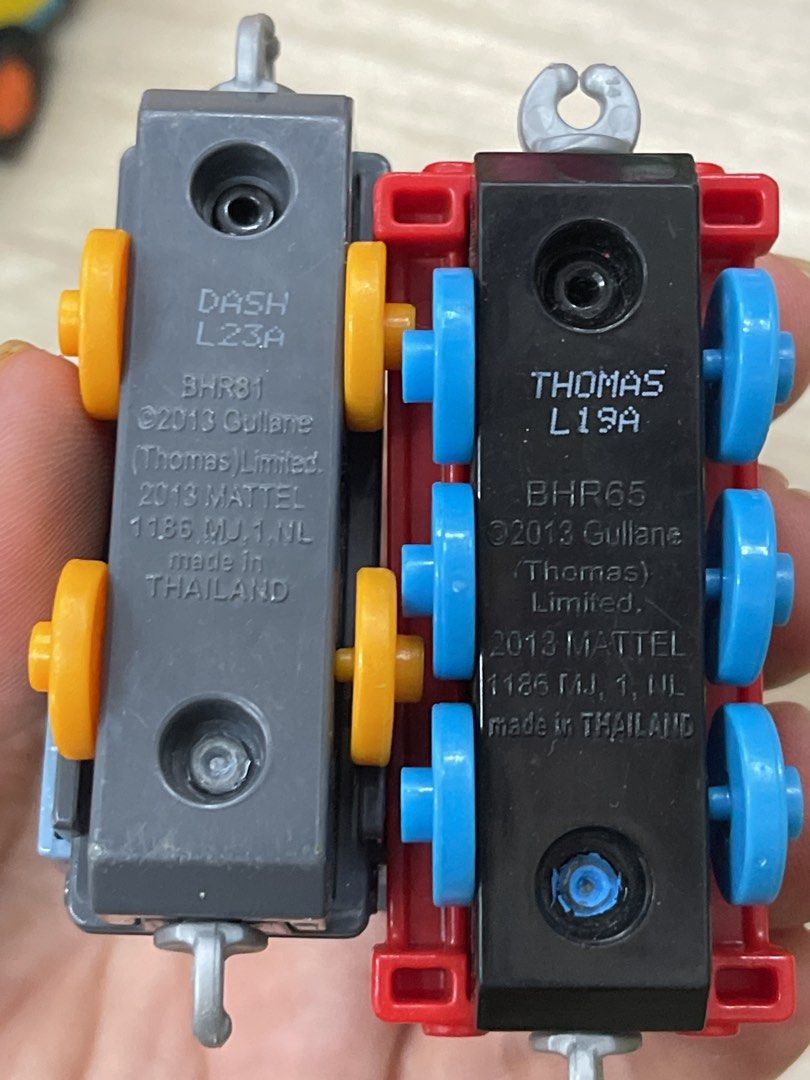 DASH
L23A
BHR81
©2013 Gullane
(Thomas)Limited.
2013 MATTEL
1186 MJ,1,NL
made in
THAILAND
THOMAS
L19A
BHR65
©2013 Gullane
(Thomas)
Limited.
2013 MATTEL
1186 MJ, 1, NL
made in THAILAND